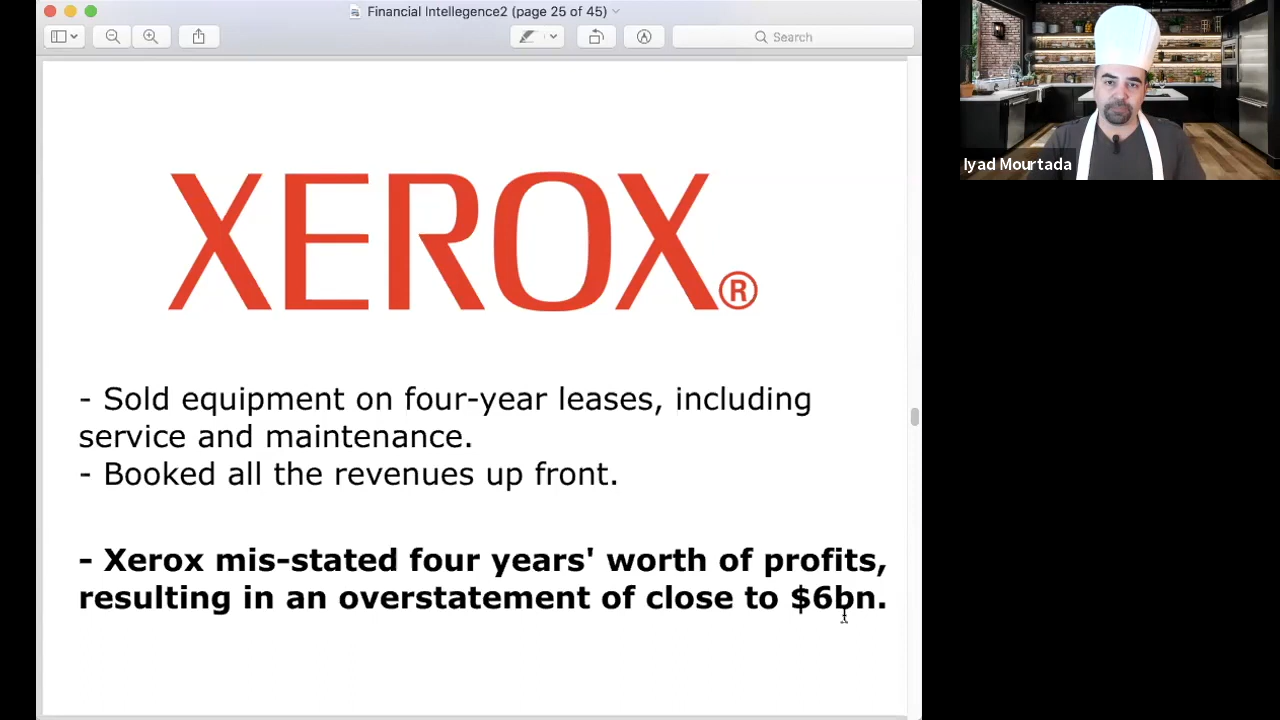 Financial Intellegence2 (page 25 of 45)
Search
Iyad Mourtada
XEROX®
- Sold equipment on four-year leases, including
service and maintenance.
- Booked all the revenues up front.
- Xerox mis-stated four years' worth of profits,
resulting in an overstatement of close to $6bn.